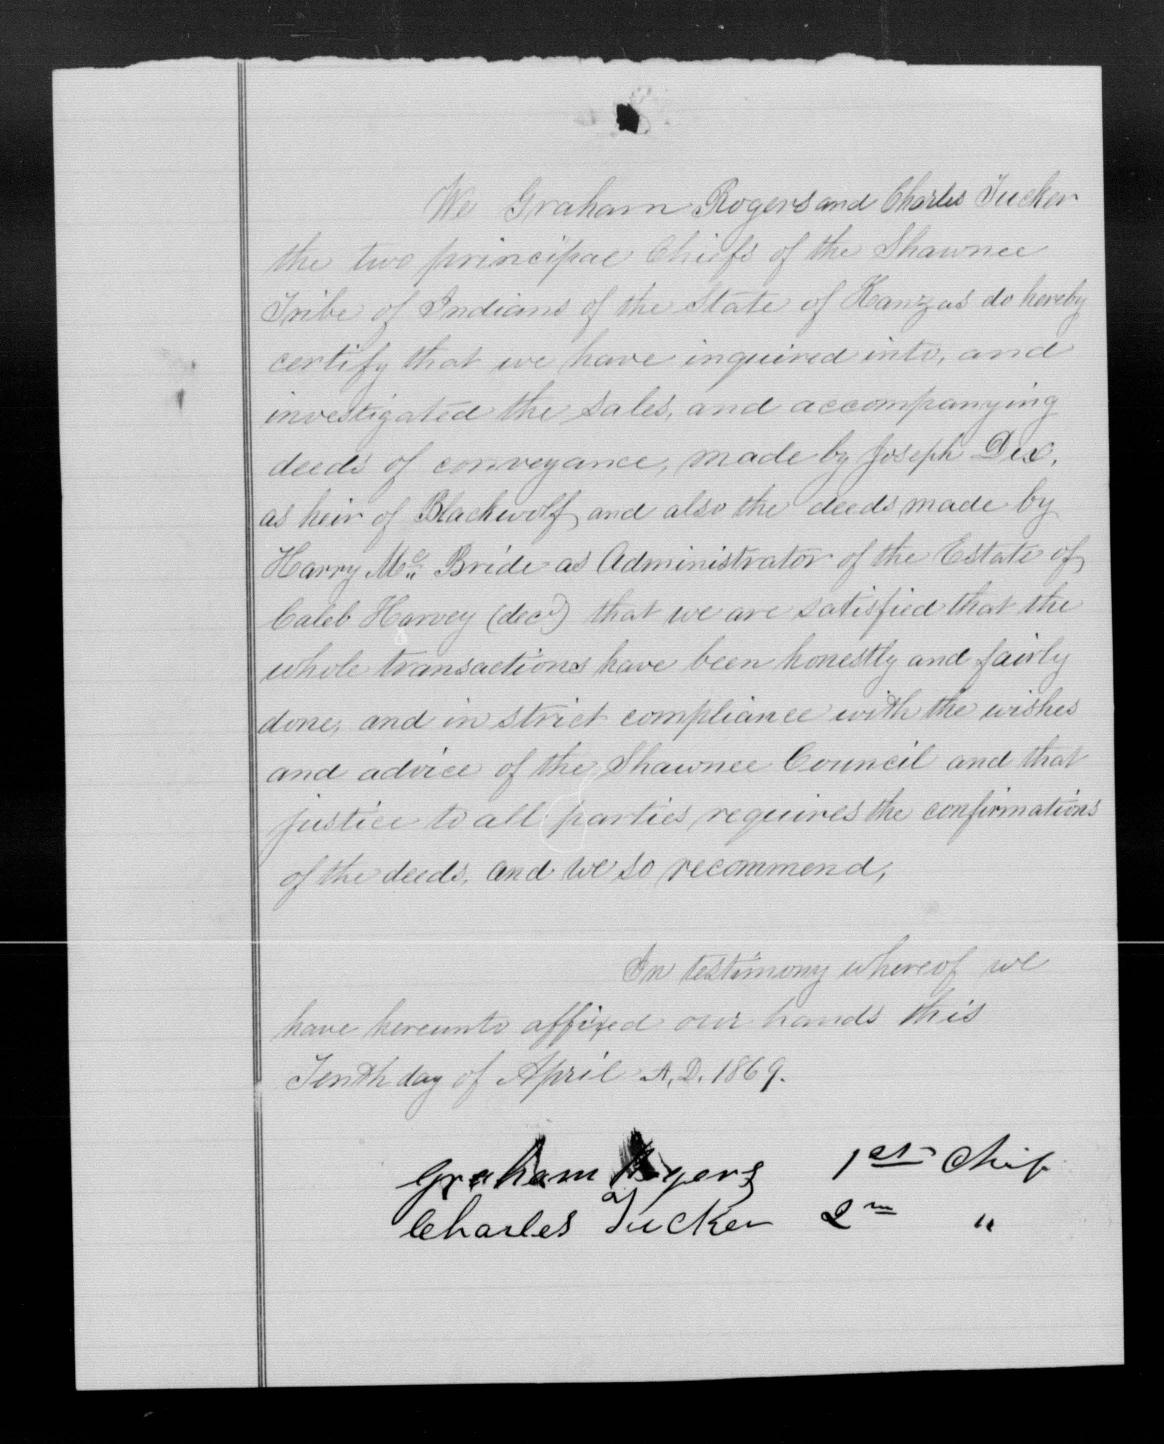 We Graham Rogers and Charles Tucker
the two principal Chiefs of the Shawnee
Tribe of Indians of the State of Kanzas do hereby
certify that we have inquired into, and
investigated the sales, and accompanying
deeds of conveyance, made by Joseph Dex,
as heir of Blackwolf, and also the deeds made by
Harry Mc Bride as Administrator of the Estate of
Caleb Harvey (decd) that we are satisfied that the
whole transactions have been honestly and fairly
done, and in strict compliance with the wishes
and advice of the Shawnee Council and that
justice to all parties requires the confirmations
of the deeds, and we so recommend,
In testimony whereof we
have hereunto affixed our hands this
Tenth day of April A.D. 1869.
Graham Rogers 1st Chief
Charles Tucker 2nd "